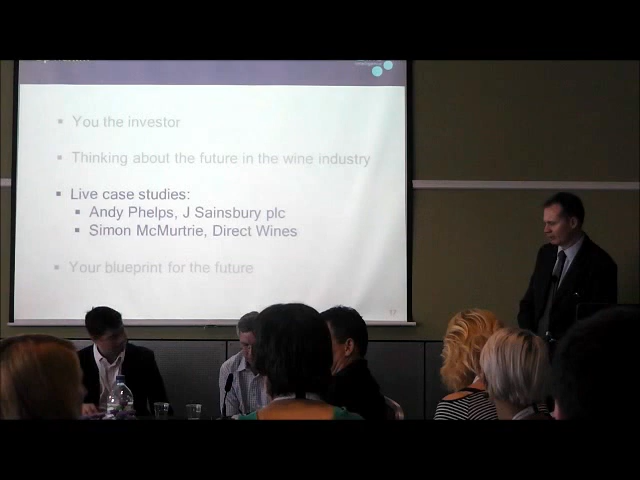 You the investor
Thinking about the future in the wine industry
Live case studies:
Andy Phelps, J Sainsbury plc
Simon McMurtrie, Direct Wines
Your blueprint for the future
17